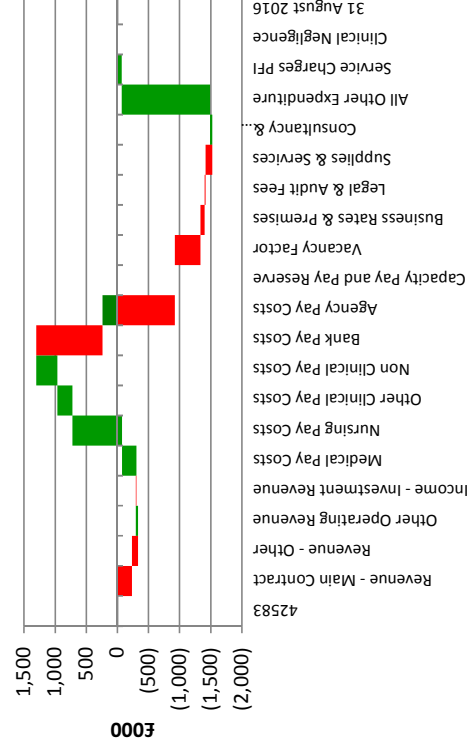 31 August 2016
Clinical Negligence
Service Charges PFI
All Other Expenditure
Consultancy &...
Supplies & Services
Legal & Audit Fees
Business Rates & Premises
Vacancy Factor
Capacity Pay and Pay Reserve
Agency Pay Costs
Bank Pay Costs
Non Clinical Pay Costs
Other Clinical Pay Costs
Nursing Pay Costs
Medical Pay Costs
Income - Investment Revenue
Other Operating Revenue
Revenue - Other
Revenue - Main Contract
42583
1,500
1,000
500
0
(500)
(1,000)
(1,500)
(2,000)
£000